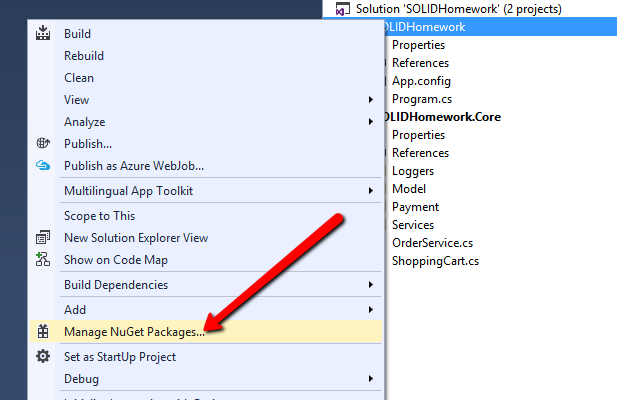 Build
Rebuild
Clean
View
Analyze
Publish...
Publish as Azure WebJob...
Multilingual App Toolkit
Scope to This
New Solution Explorer View
Show on Code Map
Build Dependencies
Add
Manage NuGet Packages...
Set as StartUp Project
Debug
Solution 'SOLIDHomework' (2 projects)
OLIDHomework
Properties
References
App.config
Program.cs
OLIDHomework.Core
Properties
References
Loggers
Model
Payment
Services
OrderService.cs
ShoppingCart.cs